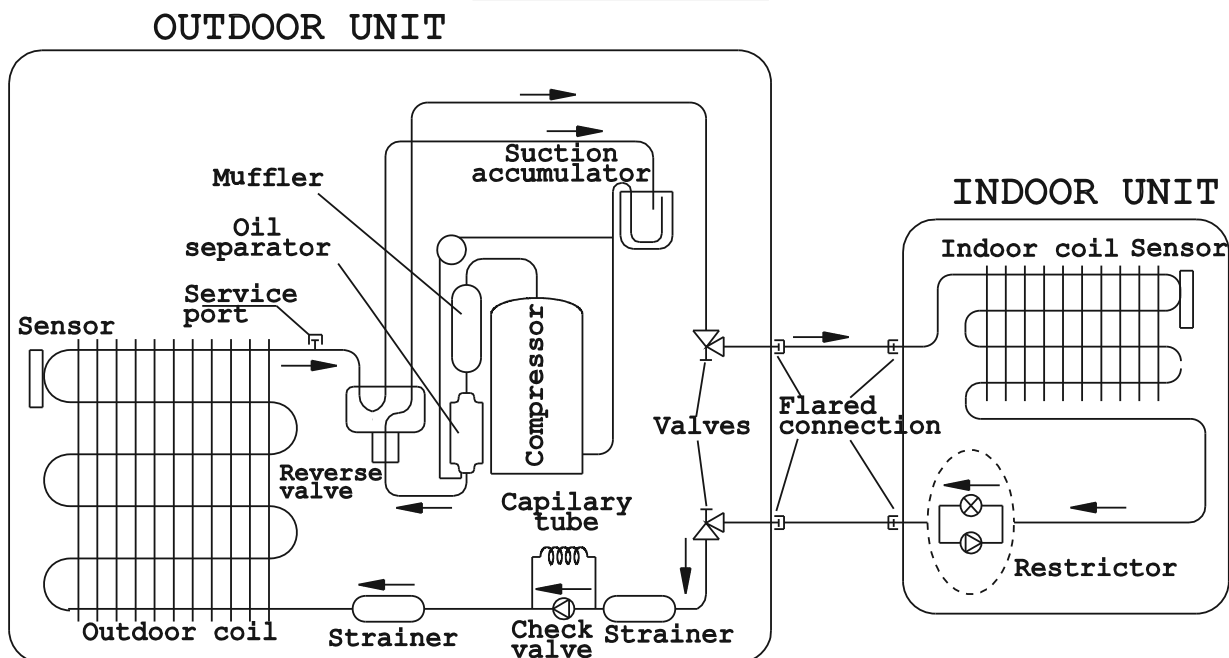 OUTDOOR UNIT
Suction
accumulator
Muffler
INDOOR UNIT
Oil
separator
Indoor coil
Sensor
Service
port
Sensor
Compressor
Valves
Flared
connection
Reverse
valve
Capilary
tube
Restrictor
Outdoor coil
Strainer
Check
valve
Strainer